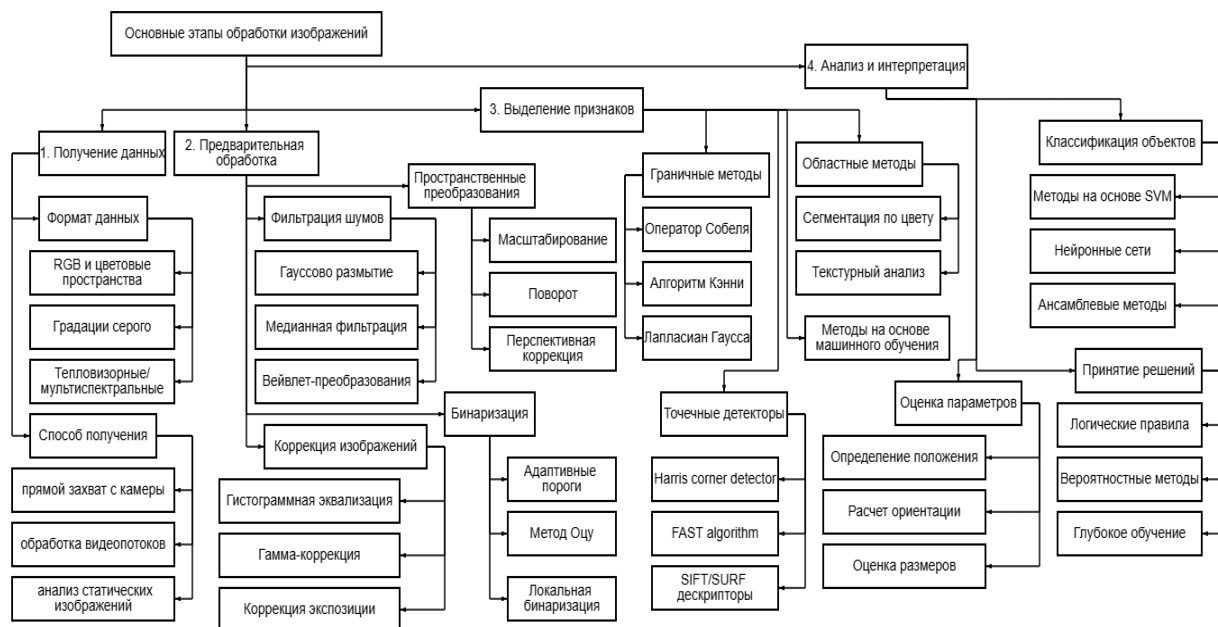 Основные этапы обработки изображений
1. Получение данных
Формат данных
RGB и цветовые
пространства
Градации серого
Тепловизорные/
мультиспектральные
Способ получения
прямой захват с камеры
обработка видеопотоков
анализ статических
изображений
2. Предварительная
обработка
Фильтрация шумов
Гауссово размытие
Медианная фильтрация
Вейвлет-преобразования
Коррекция изображений
Гистограммная эквализация
Гамма-коррекция
Коррекция экспозиции
Пространственные
преобразования
Масштабирование
Поворот
Перспективная
коррекция
Бинаризация
Адаптивные
пороги
Метод Оцу
Локальная
бинаризация
3. Выделение признаков
Граничные методы
Оператор Собеля
Алгоритм Кэнни
Лапласиан Гаусса
Точечные детекторы
Harris corner detector
FAST algorithm
SIFT/SURF
дескрипторы
Областные методы
Сегментация по цвету
Текстурный анализ
Методы на основе
машинного обучения
4. Анализ и интерпретация
Классификация объектов
Методы на основе SVM
Нейронные сети
Ансамблевые методы
Оценка параметров
Определение положения
Расчет ориентации
Оценка размеров
Принятие решений
Логические правила
Вероятностные методы
Глубокое обучение